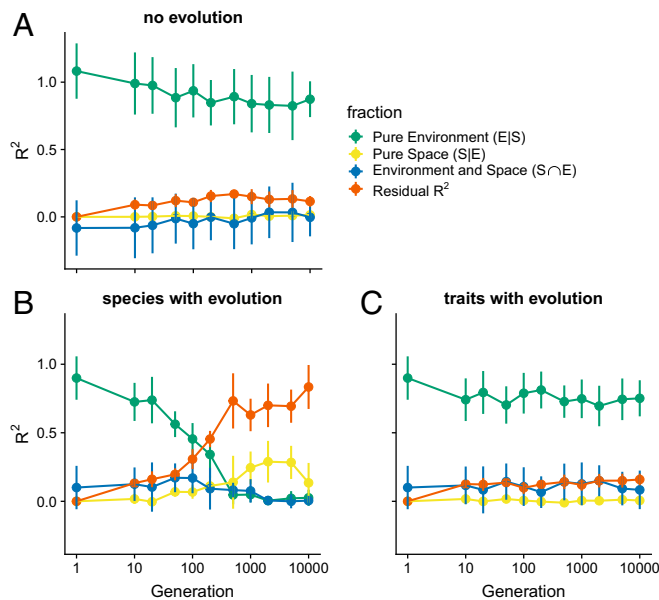 A
no evolution
1.0
0.5
0.0
R²
fraction
Pure Environment (E|S)
Pure Space (S|E)
Environment and Space (S∩E)
Residual R²
B
species with evolution
1.0
0.5
0.0
R²
1 10 100 1000 10000
Generation
C
traits with evolution
1 10 100 1000 10000
Generation